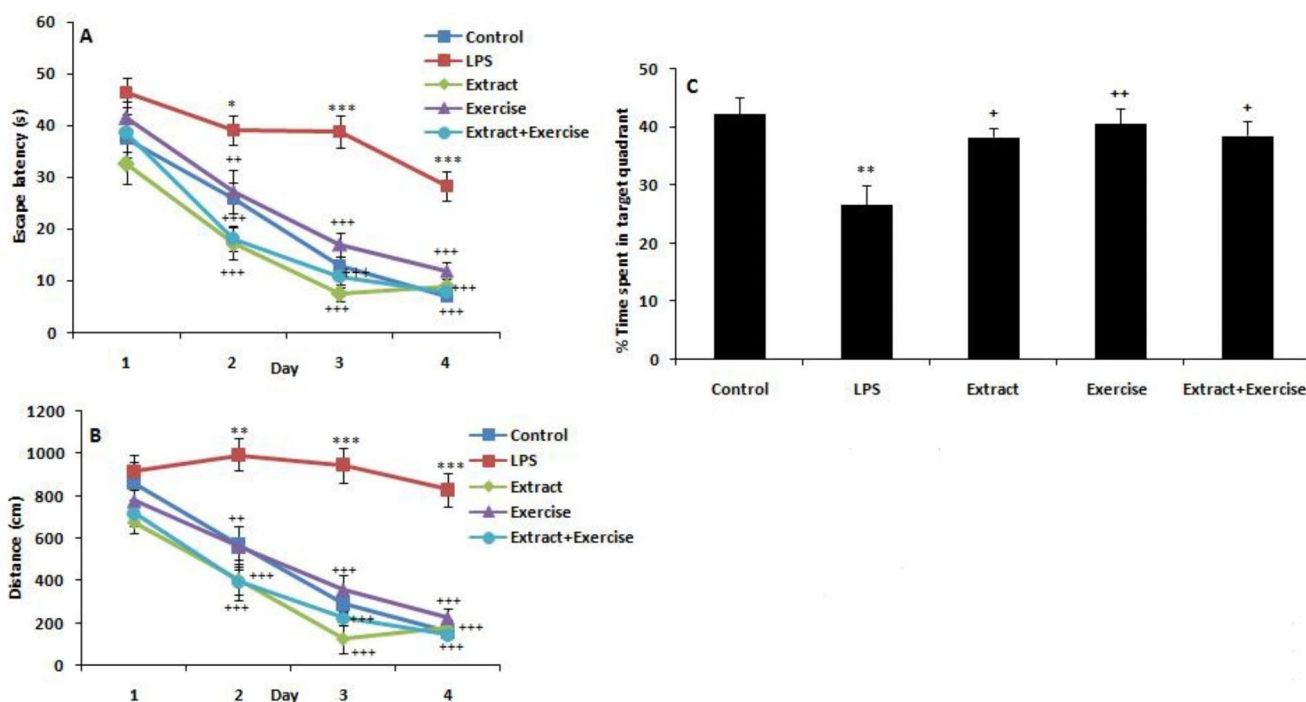 A
Escape latency (s)
60
50
40
30
20
10
0
1
2
3
4
Day
Control
LPS
Extract
Exercise
Extract+Exercise
*
***
***
++
+++
+++
+++
+++
+++
+++
+++
+++
B
Distance (cm)
1200
1000
800
600
400
200
0
1
2
3
4
Day
Control
LPS
Extract
Exercise
Extract+Exercise
**
***
***
++
+++
+++
+++
+++
+++
+++
+++
+++
C
% Time spent in target quadrant
50
40
30
20
10
0
**
+
++
+
Control
LPS
Extract
Exercise
Extract+Exercise